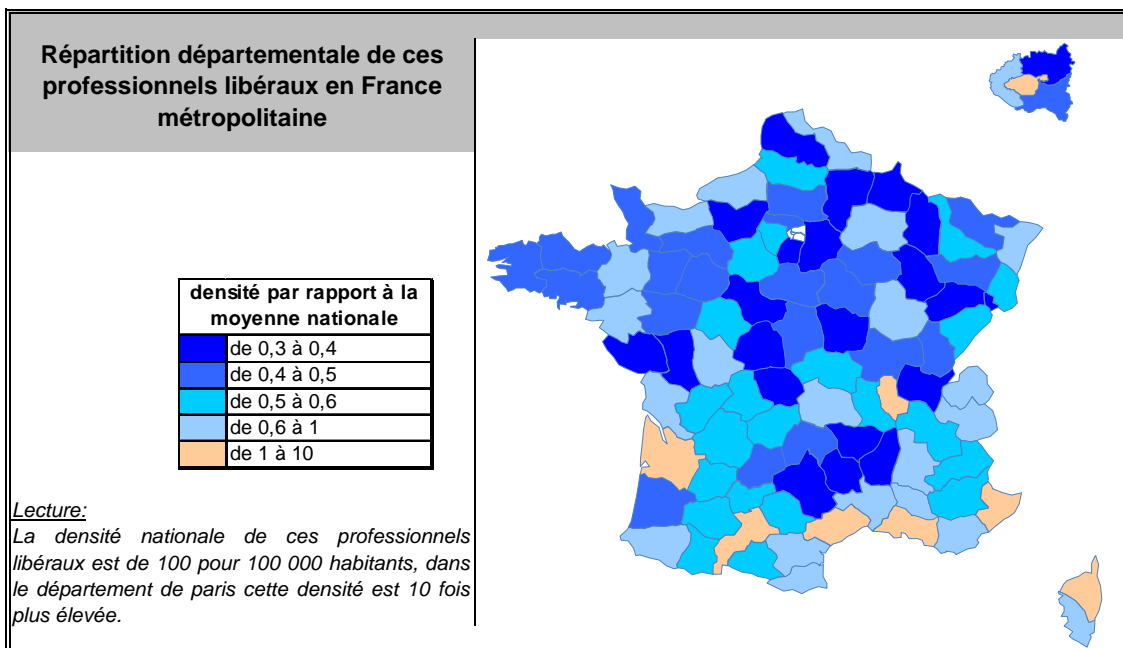 Répartition départementale de ces
professionnels libéraux en France
métropolitaine
densité par rapport à la
moyenne nationale
de 0,3 à 0,4
de 0,4 à 0,5
de 0,5 à 0,6
de 0,6 à 1
de 1 à 10
Lecture:
La densité nationale de ces professionnels
libéraux est de 100 pour 100 000 habitants, dans
le département de paris cette densité est 10 fois
plus élevée.